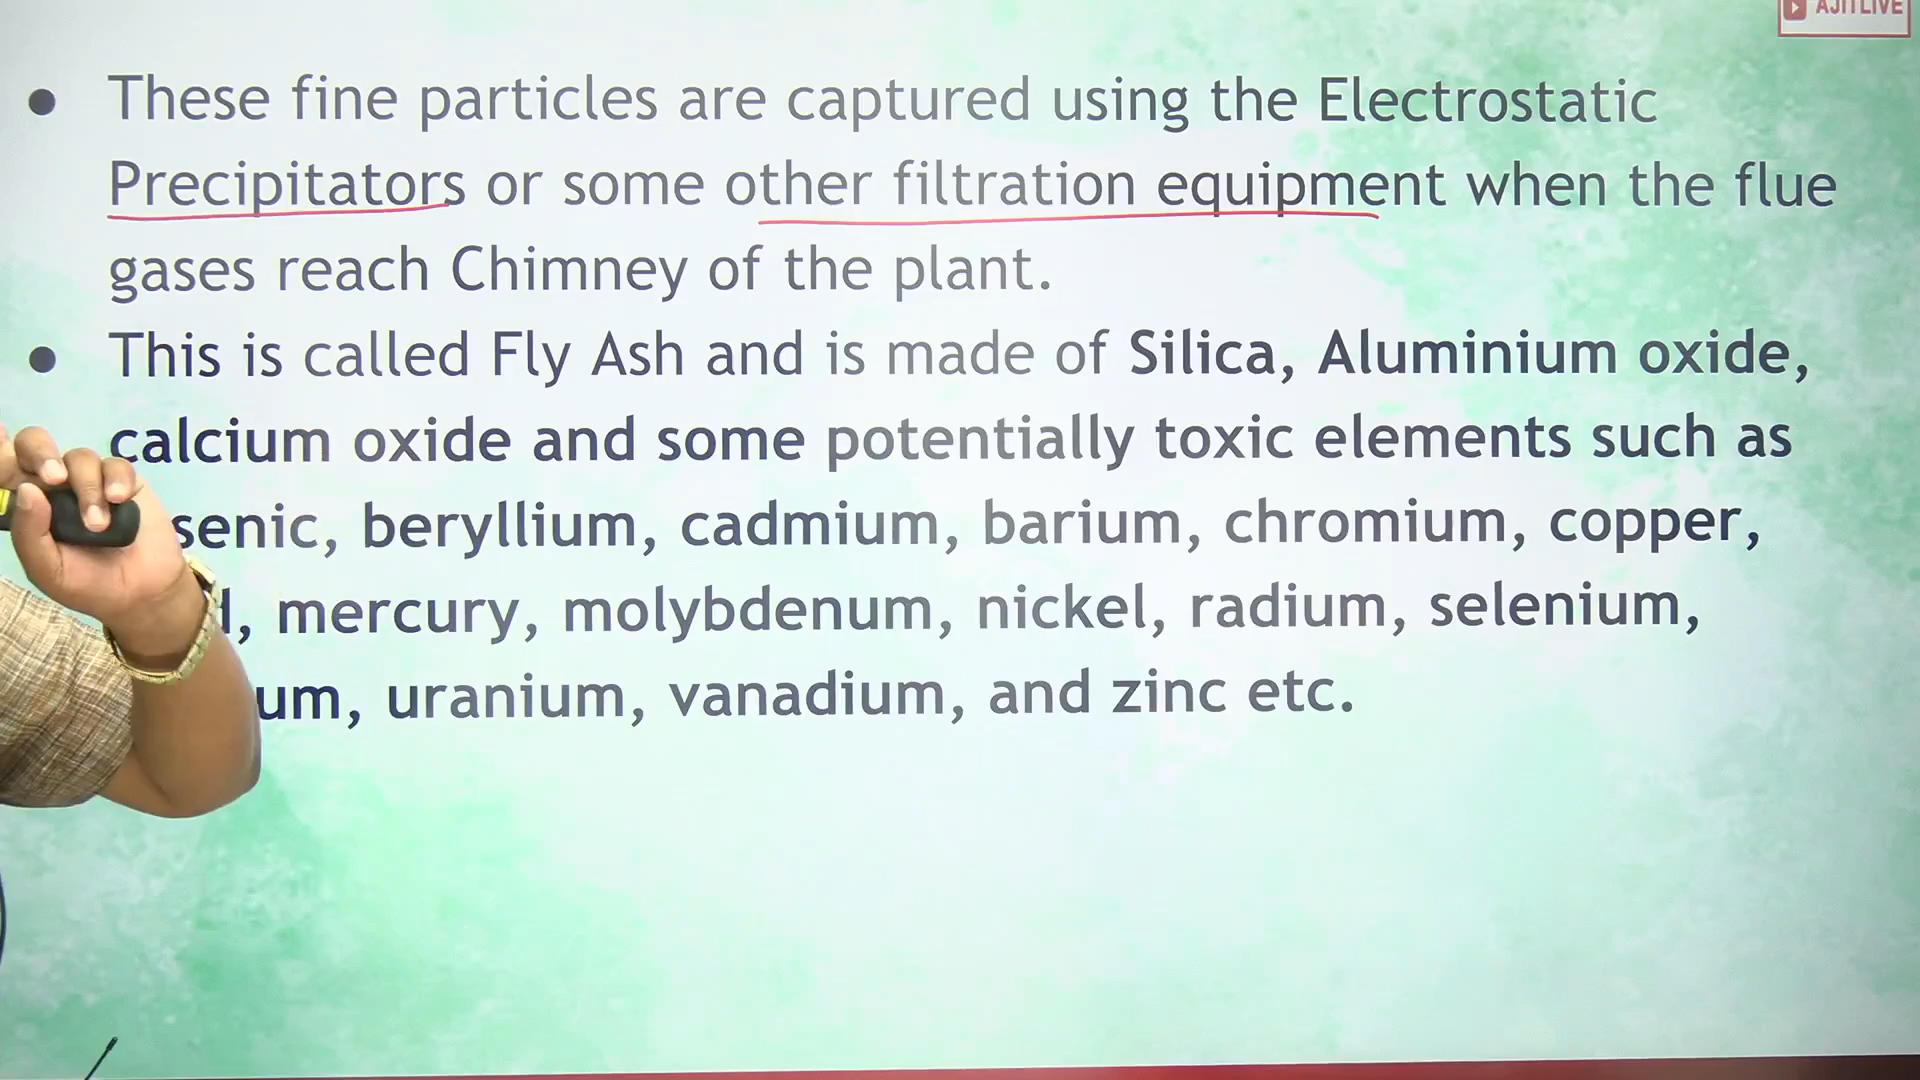 AJITLIVE
● These fine particles are captured using the Electrostatic
Precipitators or some other filtration equipment when the flue
gases reach Chimney of the plant.
● This is called Fly Ash and is made of Silica, Aluminium oxide,
calcium oxide and some potentially toxic elements such as
beryllium, cadmium, barium, chromium, copper,
mercury, molybdenum, nickel, radium, selenium,
uranium, vanadium, and zinc etc.